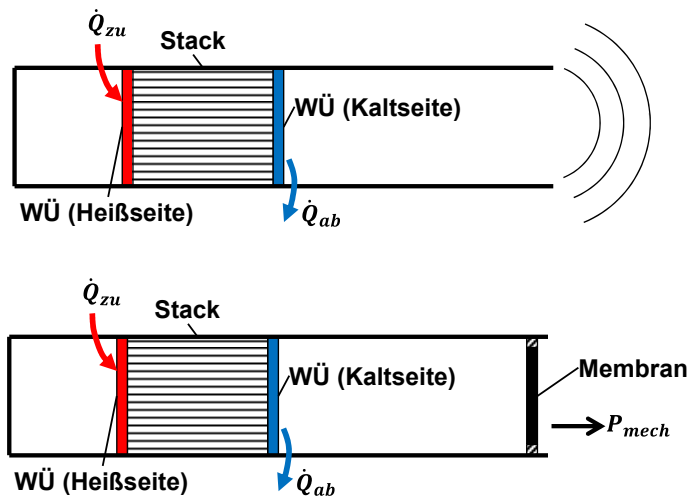 Q̇zu
Stack
WÜ (Kaltseite)
WÜ (Heißseite)
Q̇ab
Q̇zu
Stack
Membran
WÜ (Kaltseite)
Pmech
WÜ (Heißseite)
Q̇ab